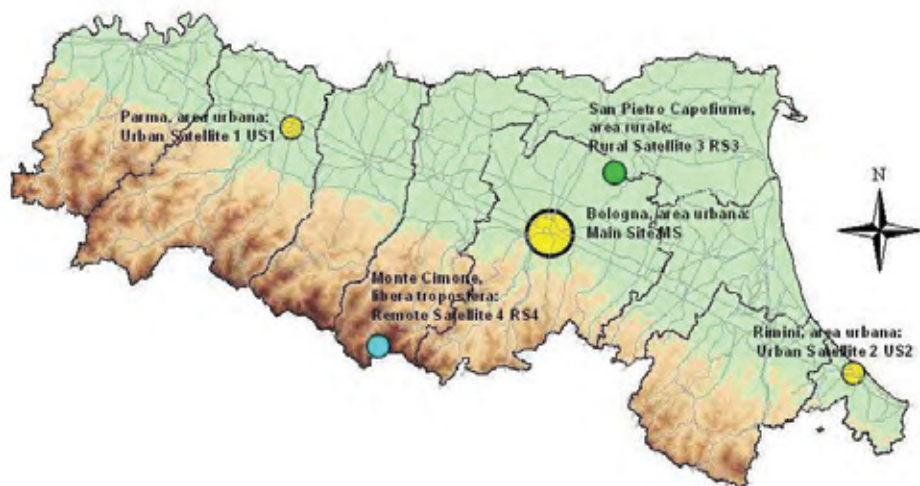 Parma, area urbana:
Urban Satellite 1 US1
San Pietro Capofiume,
area rurale:
Rural Satellite 3 RS3
N
Bologna, area urbana:
Main Site MS
Monte Cimone,
libera troposfera:
Remote Satellite 4 RS4
Rimini, area urbana:
Urban Satellite 2 US2